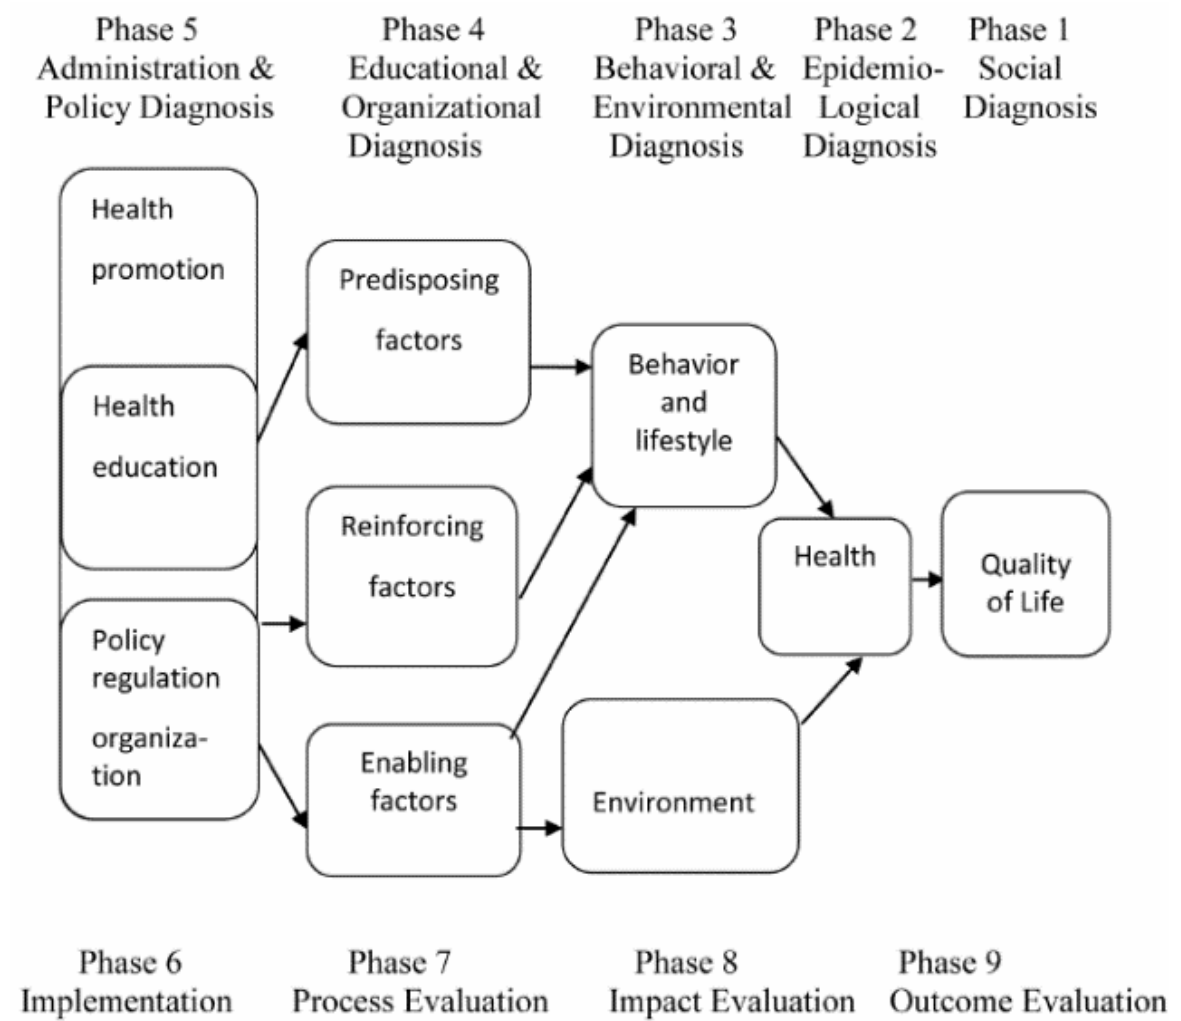 Phase 5
Administration &
Policy Diagnosis
Phase 4
Educational &
Organizational
Diagnosis
Phase 3
Behavioral &
Environmental
Diagnosis
Phase 2
Epidemio-
Logical
Diagnosis
Phase 1
Social
Diagnosis
Health
promotion
Health
education
Policy
regulation
organiza-
tion
Predisposing
factors
Reinforcing
factors
Enabling
factors
Behavior
and
lifestyle
Environment
Health
Quality
of Life
Phase 6
Implementation
Phase 7
Process Evaluation
Phase 8
Impact Evaluation
Phase 9
Outcome Evaluation